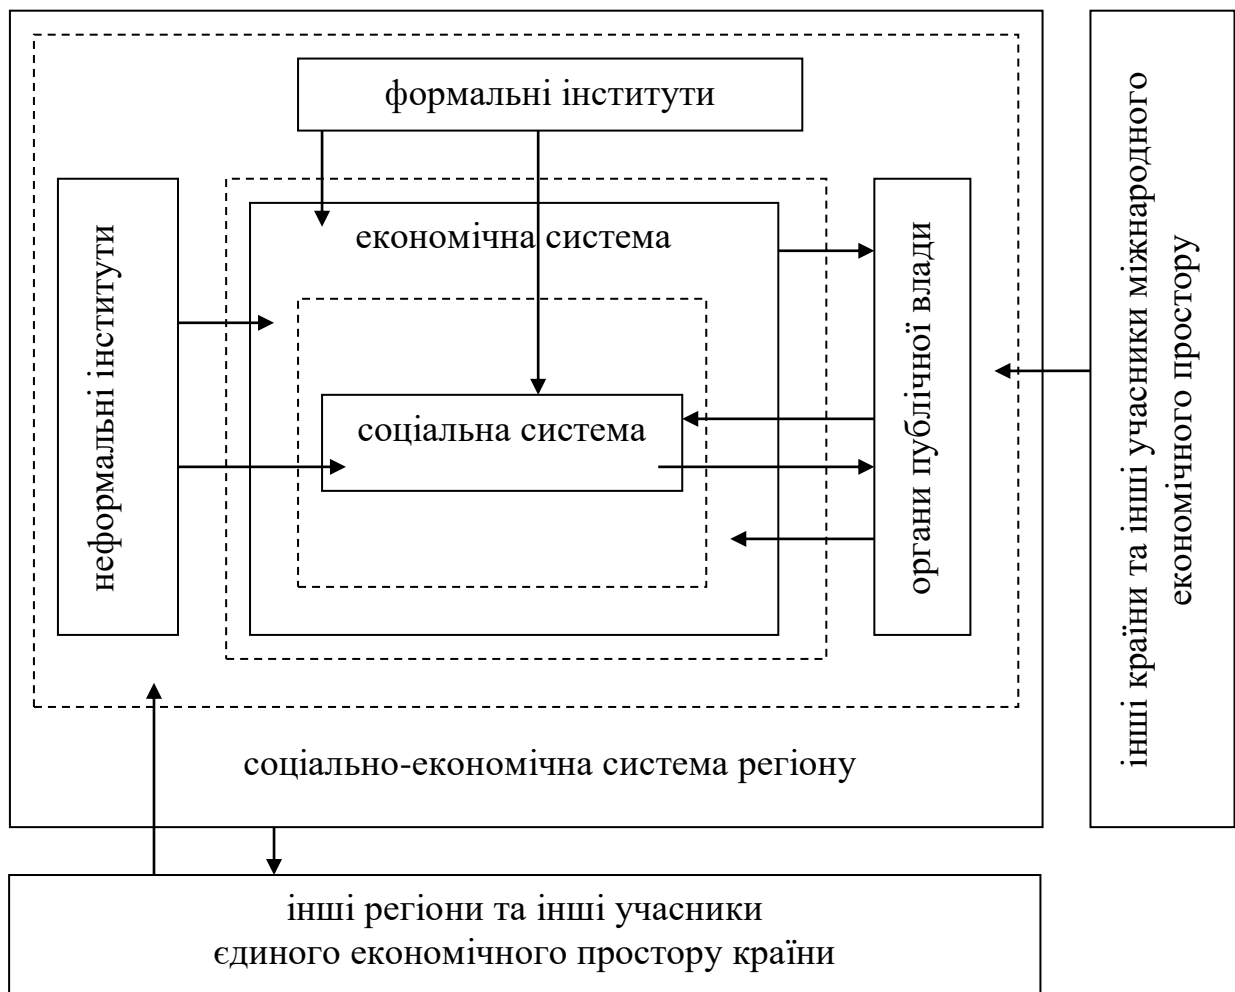 формальні інститути
неформальні інститути
економічна система
соціальна система
органи публічної влади
інші країни та інші учасники міжнародного
економічного простору
соціально-економічна система регіону
інші регіони та інші учасники
єдиного економічного простору країни